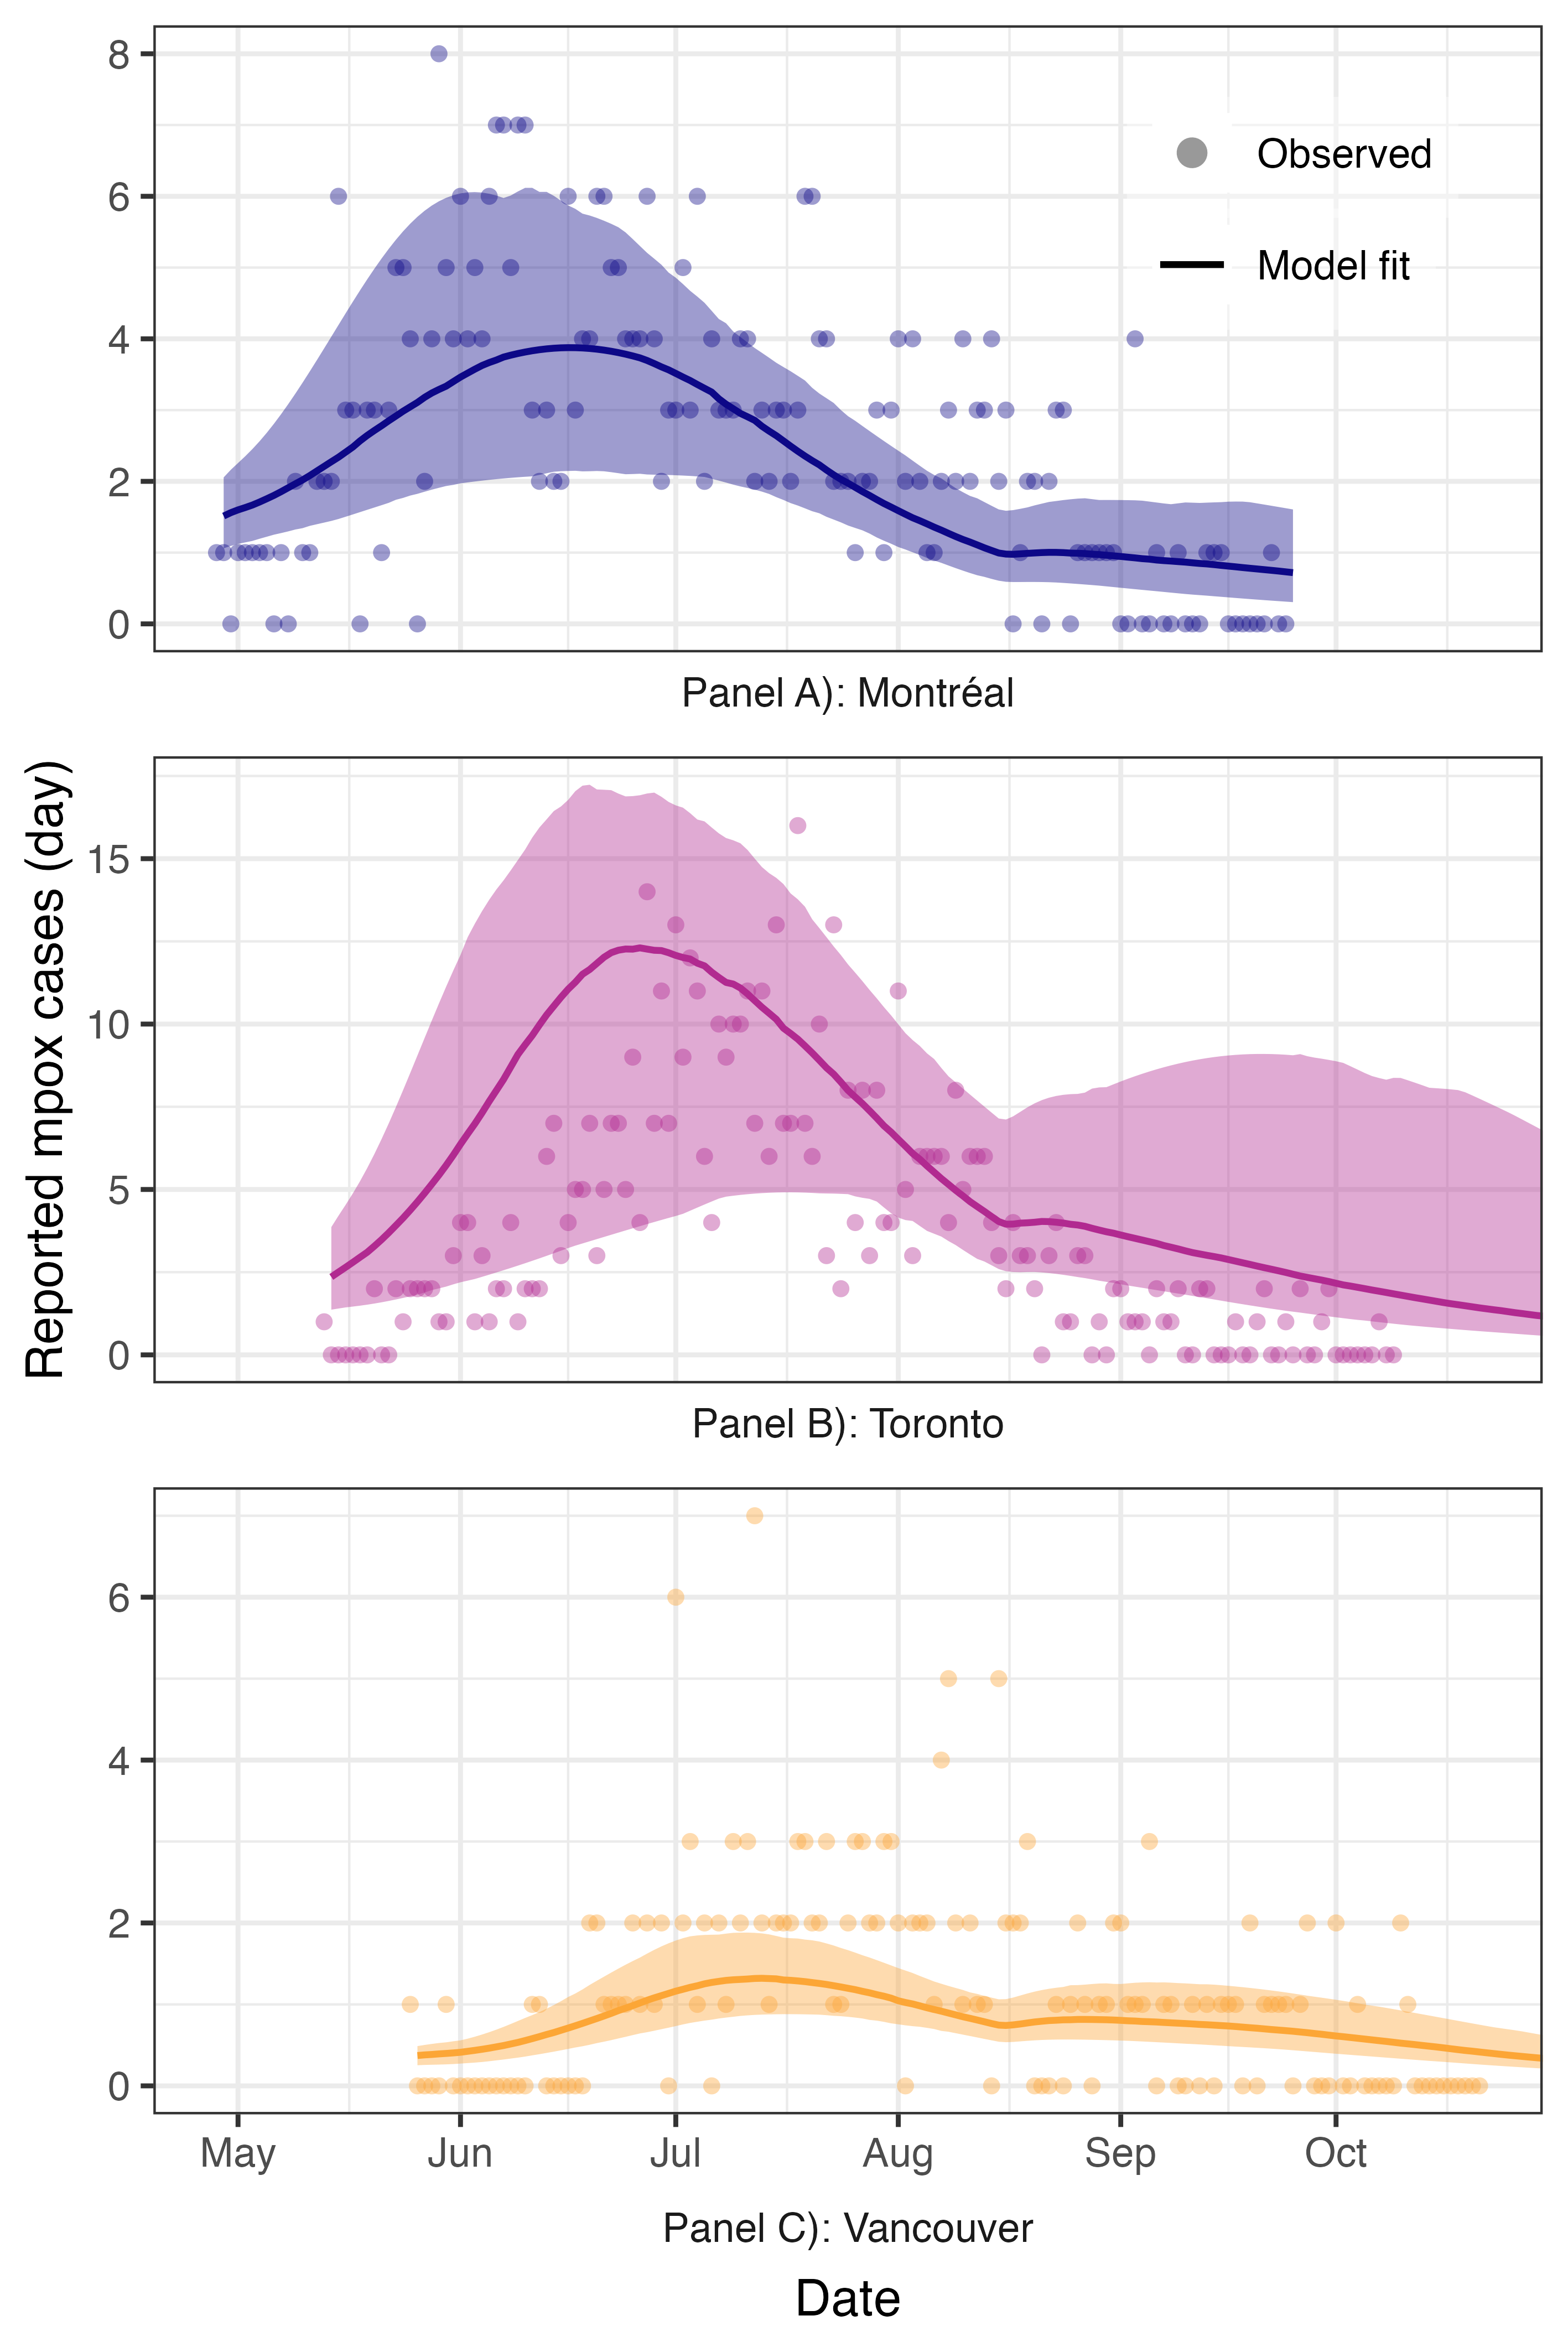 8
6
4
2
0
Observed
Model fit
Panel A): Montréal
Reported mpox cases (day)
15
10
5
0
Panel B): Toronto
6
4
2
0
May Jun Jul Aug Sep Oct
Panel C): Vancouver
Date